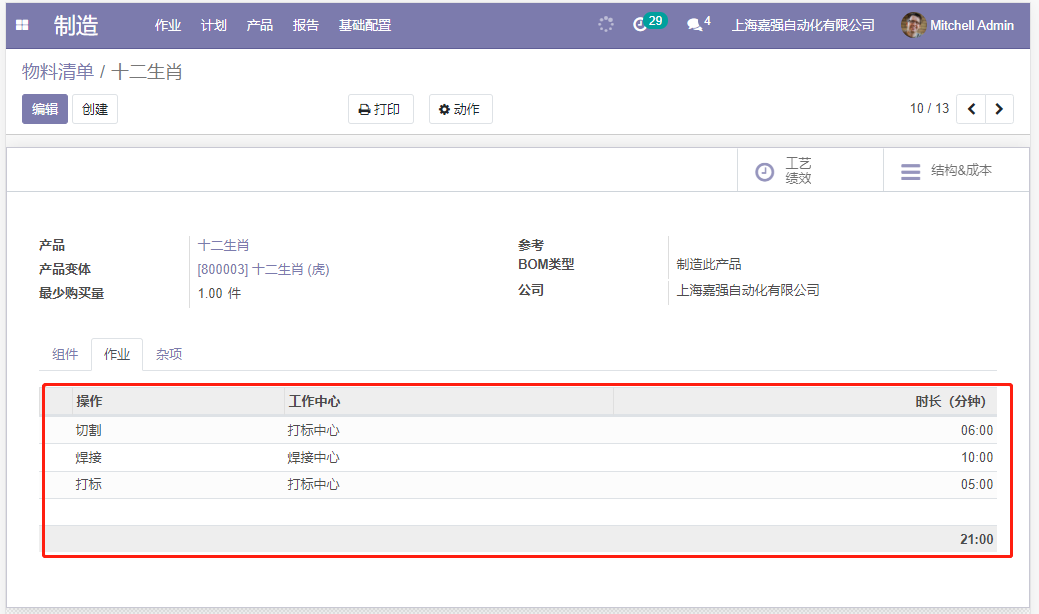 制造 作业 计划 产品 报告 基础配置 29 4 上海嘉强自动化有限公司 Mitchell Admin
物料清单 / 十二生肖
编辑 创建 打印 动作 10 / 13
工艺
绩效
结构&成本
产品 十二生肖
产品变体 [800003] 十二生肖 (虎)
最少购买量 1.00 件
参考
BOM类型 制造此产品
公司 上海嘉强自动化有限公司
组件 作业 杂项
操作 工作中心 时长（分钟）
切割 打标中心 06:00
焊接 焊接中心 10:00
打标 打标中心 05:00
21:00